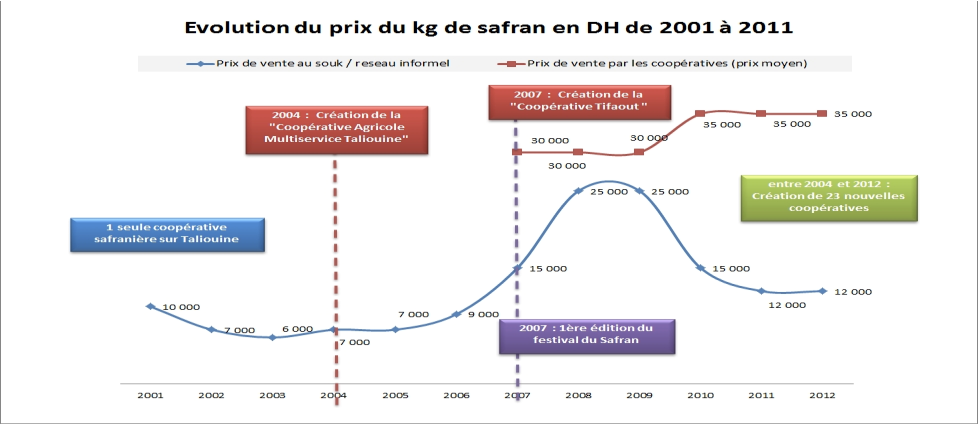 Evolution du prix du kg de safran en DH de 2001 à 2011
Prix de vente au souk / reseau informel
Prix de vente par les coopératives (prix moyen)
2007 : Création de la
"Coopérative Tifaout "
2004 : Création de la
"Coopérative Agricole
Multiservice Taliouine"
entre 2004 et 2012 :
Création de 23 nouvelles
coopératives
1 seule coopérative
safranière sur Taliouine
2007 : 1ère édition du
festival du Safran
30 000
30 000
30 000
35 000
35 000
35 000
10 000
7 000
6 000
7 000
7 000
9 000
15 000
25 000
25 000
15 000
12 000
12 000
2001 2002 2003 2004 2005 2006 2007 2008 2009 2010 2011 2012